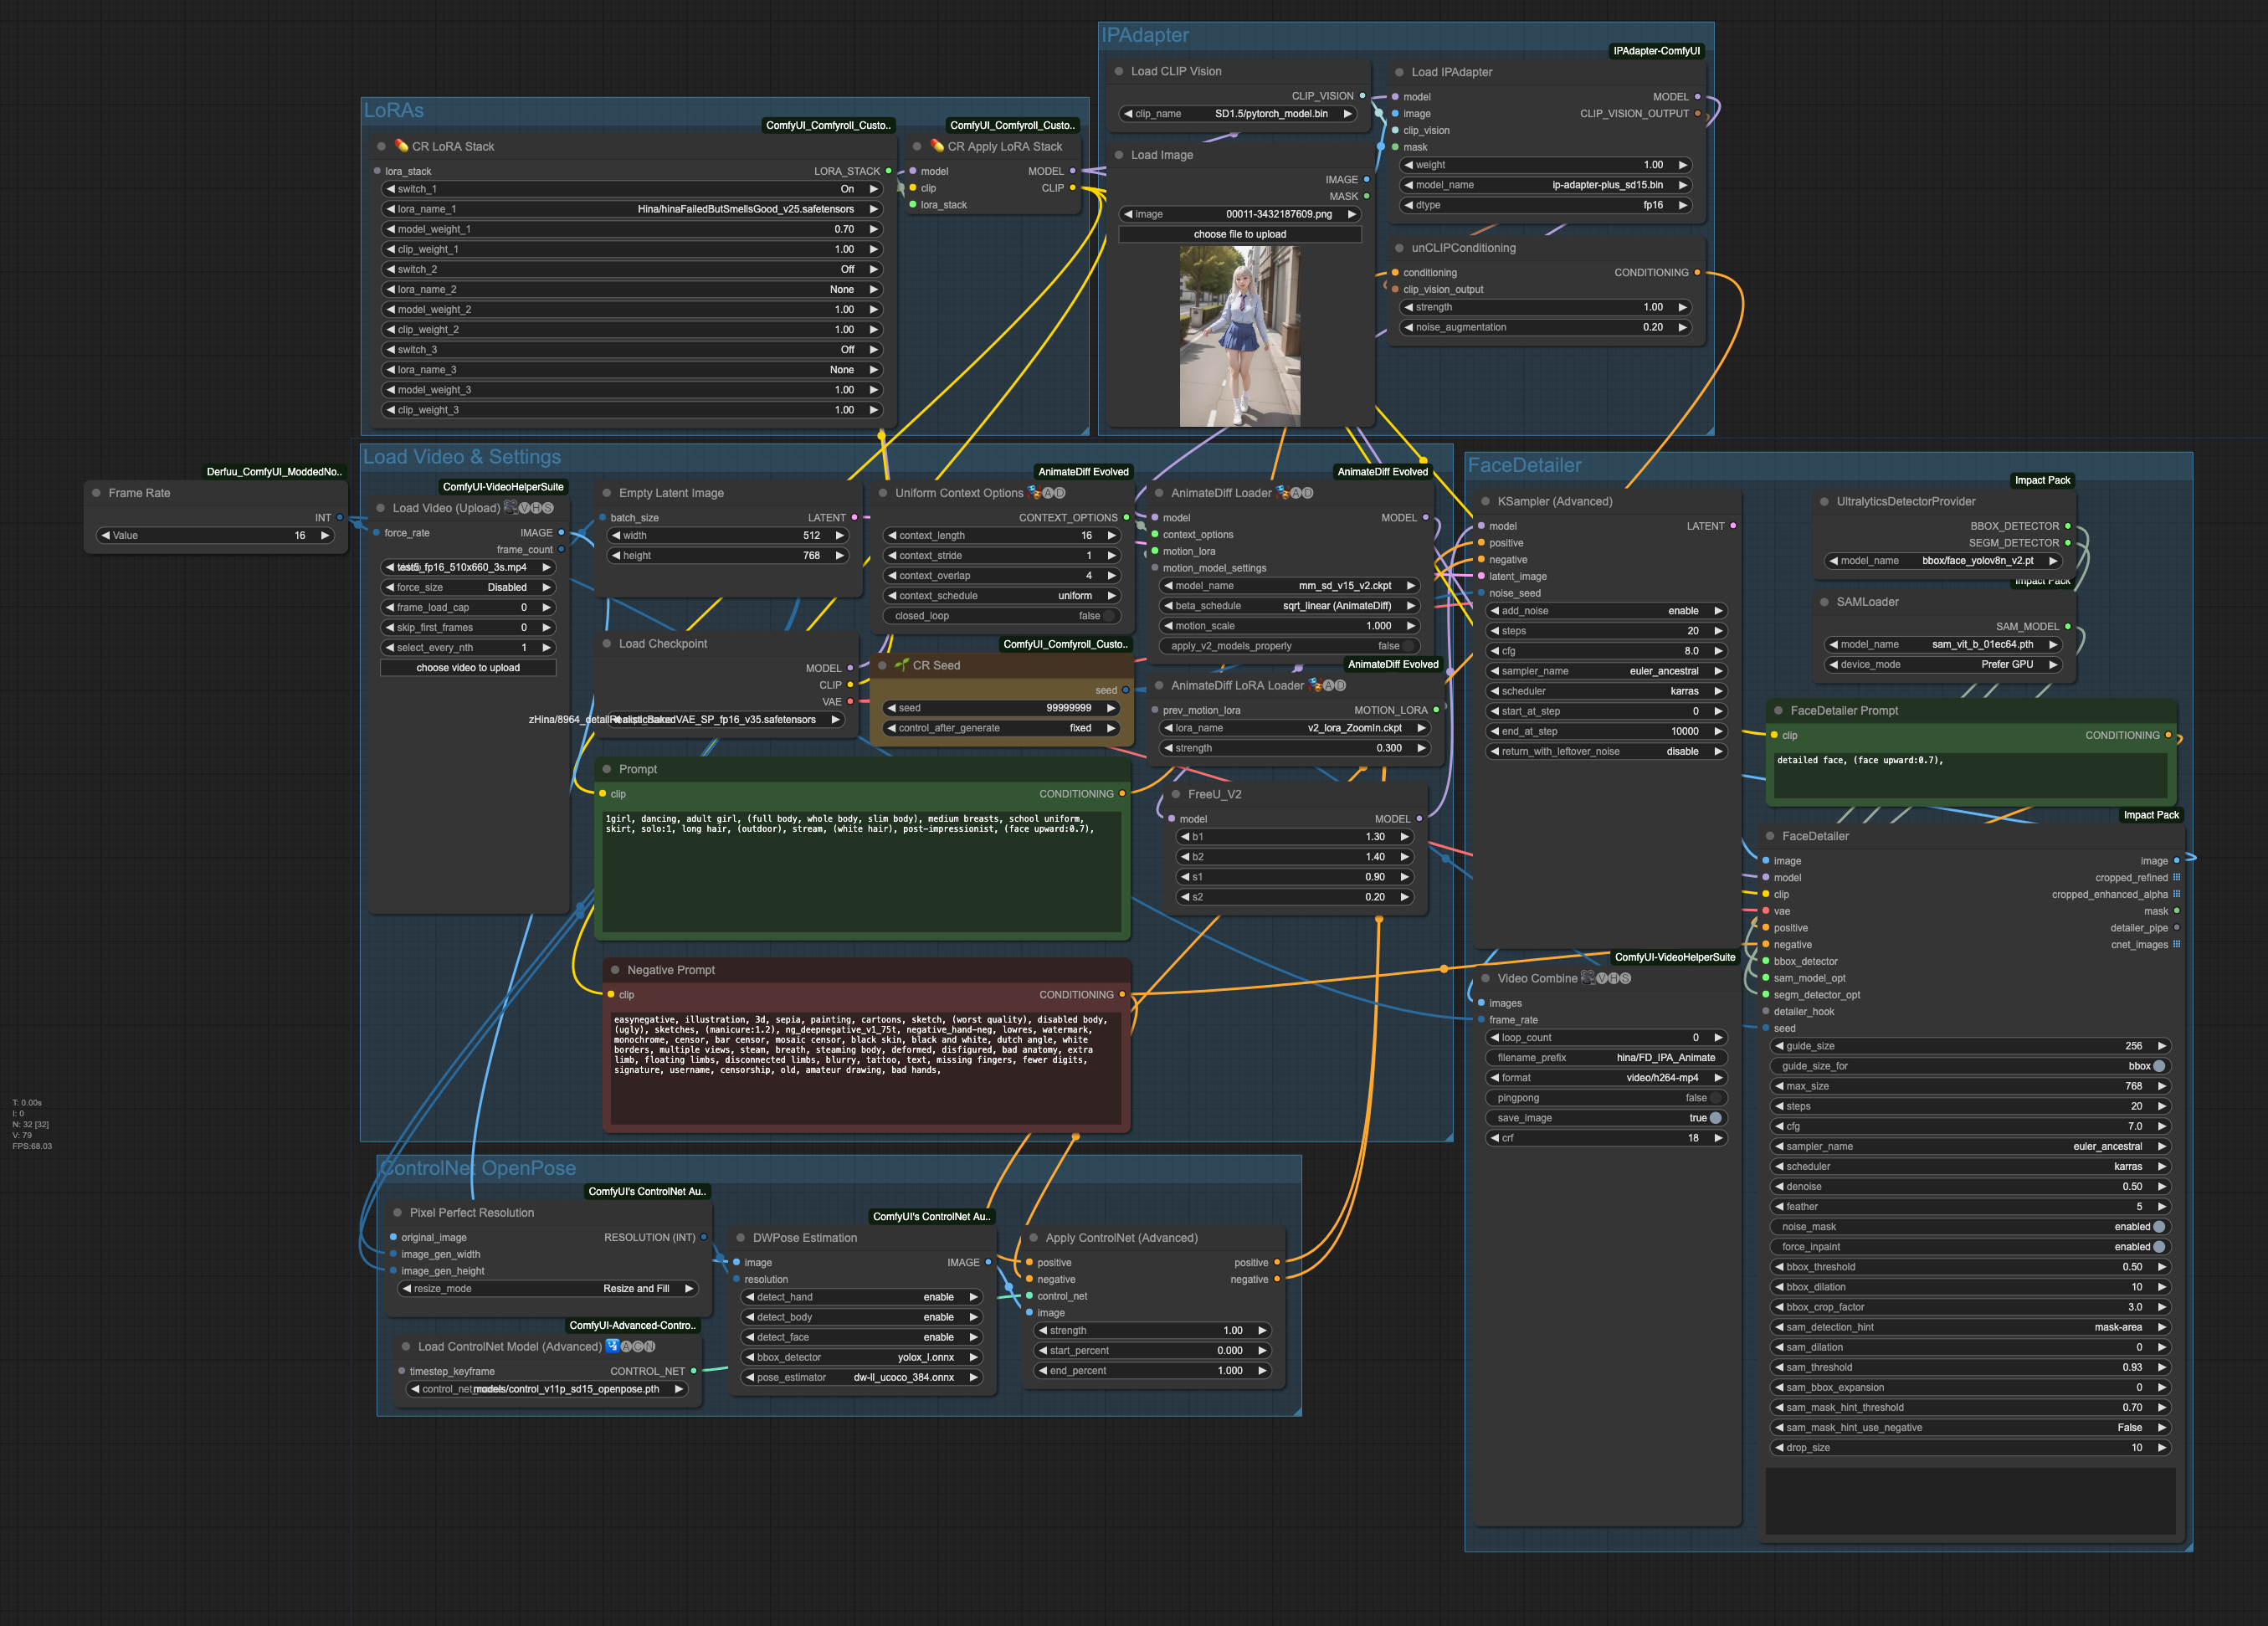 IPAdapter
IPAdapter-ComfyUI
Load CLIP Vision
CLIP_VISION
clip_name SD1.5/pytorch_model.bin
Load IPAdapter
model MODEL
image CLIP_VISION_OUTPUT
clip_vision
mask
weight 1.00
model_name ip-adapter-plus_sd15.bin
dtype fp16
Load Image
IMAGE
MASK
image 00011-3432187609.png
choose file to upload
unCLIPConditioning
conditioning CONDITIONING
clip_vision_output
strength 1.00
noise_augmentation 0.20
LoRAs
ComfyUI_Comfyroll_Custo..
CR LoRA Stack
lora_stack LORA_STACK
switch_1 On
lora_name_1 Hina/hinaFailedButSmellsGood_v25.safetensors
model_weight_1 0.70
clip_weight_1 1.00
switch_2 Off
lora_name_2 None
model_weight_2 1.00
clip_weight_2 1.00
switch_3 Off
lora_name_3 None
model_weight_3 1.00
clip_weight_3 1.00
ComfyUI_Comfyroll_Custo..
CR Apply LoRA Stack
model MODEL
clip CLIP
lora_stack
Derfuu_ComfyUI_ModdedNo..
Frame Rate
INT
Value 16
Load Video & Settings
ComfyUI-VideoHelperSuite
Load Video (Upload) VHS
force_rate IMAGE
frame_count
test5_fp16_510x660_3s.mp4
force_size Disabled
frame_load_cap 0
skip_first_frames 0
select_every_nth 1
choose video to upload
Empty Latent Image
batch_size LATENT
width 512
height 768
Load Checkpoint
MODEL
CLIP
VAE
BakedVAE_SP_fp16_v35.safetensors
AnimateDiff Evolved
Uniform Context Options AD
CONTEXT_OPTIONS
context_length 16
context_stride 1
context_overlap 4
context_schedule uniform
closed_loop false
ComfyUI_Comfyroll_Custo..
CR Seed
seed
seed 99999999
control_after_generate fixed
AnimateDiff Evolved
AnimateDiff Loader AD
model MODEL
context_options
motion_lora
motion_model_settings
model_name mm_sd_v15_v2.ckpt
beta_schedule sqrt_linear (AnimateDiff)
motion_scale 1.000
apply_v2_models_properly false
AnimateDiff Evolved
AnimateDiff LoRA Loader AD
prev_motion_lora MOTION_LORA
lora_name v2_lora_ZoomIn.ckpt
strength 0.300
FreeU_V2
model MODEL
b1 1.30
b2 1.40
s1 0.90
s2 0.20
Prompt
clip CONDITIONING
1girl, dancing, adult girl, (full body, whole body, slim body), medium breasts, school uniform,
skirt, solo:1, long hair, (outdoor), stream, (white hair), post-impressionist, (face upward:0.7),
Negative Prompt
clip CONDITIONING
easynegative, illustration, 3d, sepia, painting, cartoons, sketch, (worst quality), disabled body,
(ugly), sketches, (manicure:1.2), ng_deepnegative_v1_75t, negative_hand-neg, lowres, watermark,
monochrome, censor, bar censor, mosaic censor, black skin, black and white, dutch angle, white
borders, multiple views, steam, breath, steaming body, deformed, disfigured, bad anatomy, extra
limb, floating limbs, disconnected limbs, blurry, tattoo, text, missing fingers, fewer digits,
signature, username, censorship, old, amateur drawing, bad hands,
T: 0.00s
I: 0
N: 32 [32]
V: 79
FPS:68.03
ControlNet OpenPose
ComfyUI's ControlNet Au..
Pixel Perfect Resolution
original_image RESOLUTION (INT)
image_gen_width
image_gen_height
resize_mode Resize and Fill
ComfyUI-Advanced-Contro..
Load ControlNet Model (Advanced) ACN
timestep_keyframe CONTROL_NET
models/control_v11p_sd15_openpose.pth
ComfyUI's ControlNet Au..
DWPose Estimation
image IMAGE
resolution
detect_hand enable
detect_body enable
detect_face enable
bbox_detector yolox_l.onnx
pose_estimator dw-ll_ucoco_384.onnx
Apply ControlNet (Advanced)
positive positive
negative negative
control_net
image
strength 1.00
start_percent 0.000
end_percent 1.000
FaceDetailer
KSampler (Advanced)
model LATENT
positive
negative
latent_image
noise_seed
add_noise enable
steps 20
cfg 8.0
sampler_name euler_ancestral
scheduler karras
start_at_step 0
end_at_step 10000
return_with_leftover_noise disable
ComfyUI-VideoHelperSuite
Video Combine VHS
images
frame_rate
loop_count 0
filename_prefix hina/FD_IPA_Animate
format video/h264-mp4
pingpong false
save_image true
crf 18
Impact Pack
UltralyticsDetectorProvider
BBOX_DETECTOR
SEGM_DETECTOR
model_name bbox/face_yolov8n_v2.pt
Impact Pack
SAMLoader
SAM_MODEL
model_name sam_vit_b_01ec64.pth
device_mode Prefer GPU
FaceDetailer Prompt
clip CONDITIONING
detailed face, (face upward:0.7),
Impact Pack
FaceDetailer
image image
model cropped_refined
clip cropped_enhanced_alpha
vae mask
positive detailer_pipe
negative cnet_images
bbox_detector
sam_model_opt
segm_detector_opt
detailer_hook
seed
guide_size 256
guide_size_for bbox
max_size 768
steps 20
cfg 7.0
sampler_name euler_ancestral
scheduler karras
denoise 0.50
feather 5
noise_mask enabled
force_inpaint enabled
bbox_threshold 0.50
bbox_dilation 10
bbox_crop_factor 3.0
sam_detection_hint mask-area
sam_dilation 0
sam_threshold 0.93
sam_bbox_expansion 0
sam_mask_hint_threshold 0.70
sam_mask_hint_use_negative False
drop_size 10